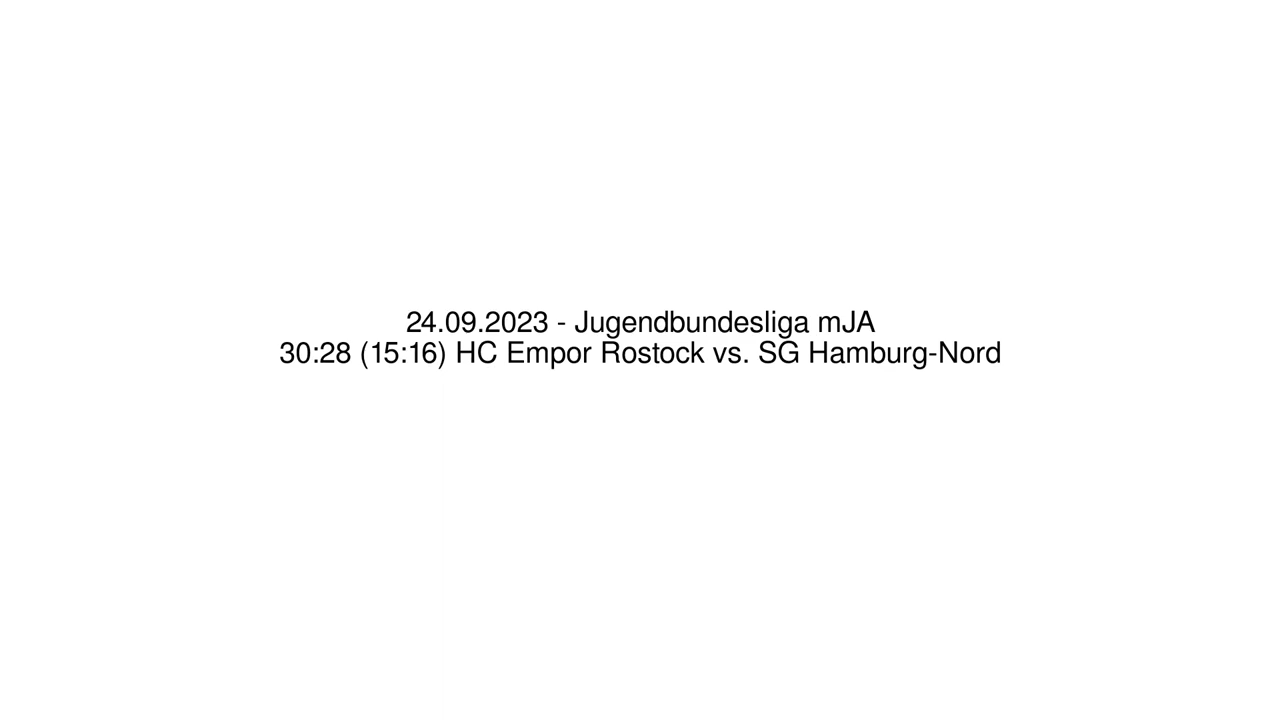 24.09.2023 - Jugendbundesliga mJA
30:28 (15:16) HC Empor Rostock vs. SG Hamburg-Nord